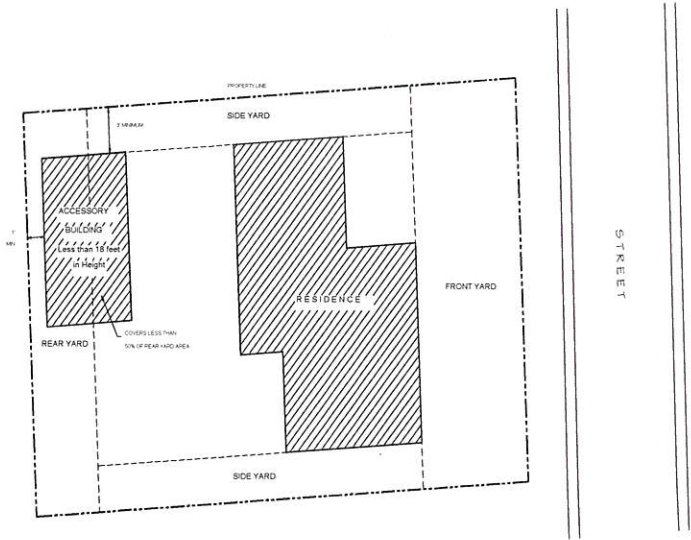 PROPERTY LINE
3' MINIMUM
SIDE YARD
ACCESSORY
BUILDING
Less than 18 feet
in Height
MIN
RESIDENCE
FRONT YARD
STREET
COVERS LESS THAN
50% OF REAR YARD AREA
REAR YARD
SIDE YARD